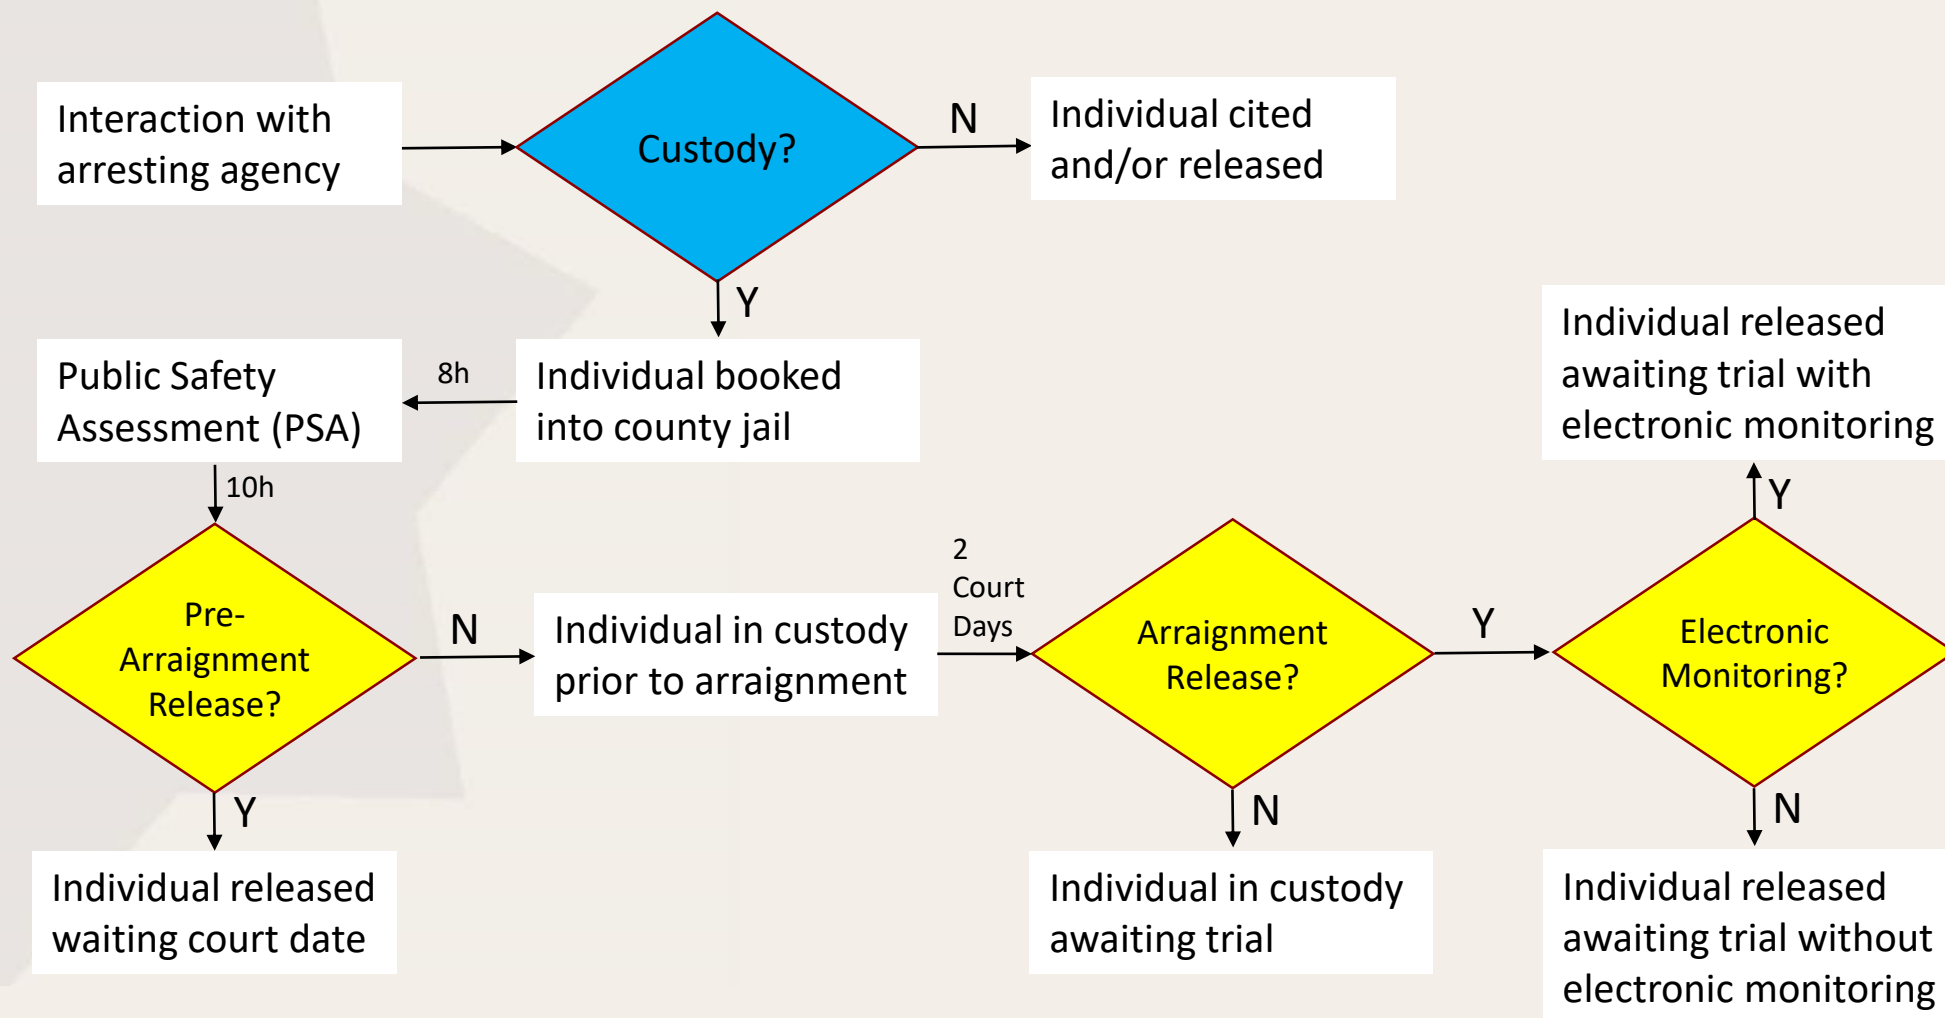 Interaction with
arresting agency
Custody?
N
Individual cited
and/or released
Y
Public Safety
Assessment (PSA)
8h
Individual booked
into county jail
Individual released
awaiting trial with
electronic monitoring
10h
Y
Pre-
Arraignment
Release?
N
Individual in custody
prior to arraignment
2
Court
Days
Arraignment
Release?
Y
Electronic
Monitoring?
Y
N
N
Individual released
waiting court date
Individual in custody
awaiting trial
Individual released
awaiting trial without
electronic monitoring